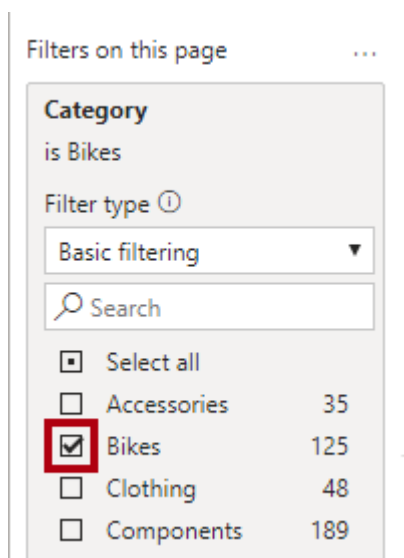 Filters on this page ...
Category
is Bikes
Filter type ⓘ
Basic filtering
Search
Select all
Accessories 35
Bikes 125
Clothing 48
Components 189